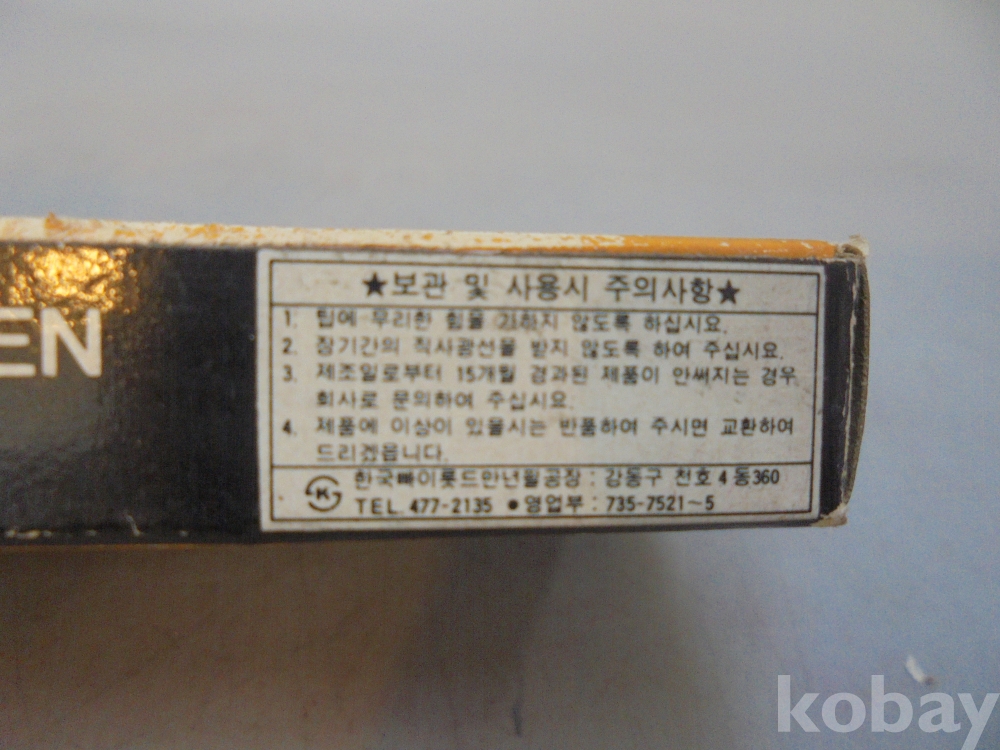 EN
★보관 및 사용시 주의사항★
1. 팁에 무리한 힘을 가하지 않도록 하십시요.
2. 장기간의 직사광선을 받지 않도록 하여 주십시요.
3. 제조일로부터 15개월 경과된 제품이 안써지는 경우
회사로 문의하여 주십시요.
4. 제품에 이상이 있을시는 반품하여 주시면 교환하여
드리겠읍니다.
K 한국빠이롯드만년필공장 : 강동구 천호4동360
TEL. 477-2135 ●영업부 : 735-7521~5
kobay